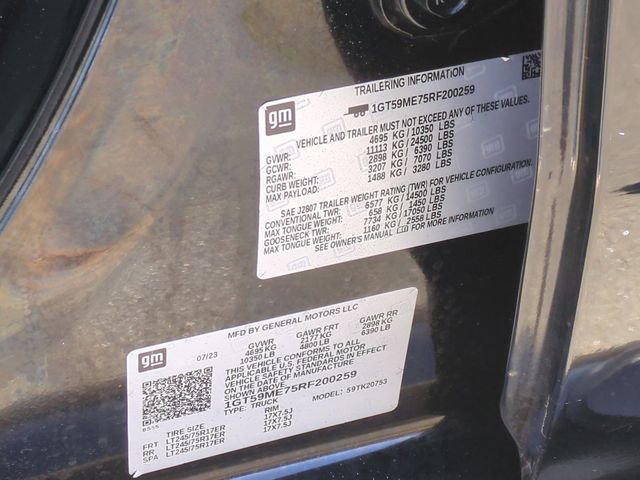 TRAILERING INFORMATION
gm
1GT59ME75RF200259
VEHICLE AND TRAILER MUST NOT EXCEED ANY OF THESE VALUES.
GVWR: 4695 KG/10350 LBS
GCWR: 11113 KG/24500 LBS
RGAWR: 2898 KG/ 6390 LBS
CURB WEIGHT: 3207 KG/ 7070 LBS
MAX PAYLOAD: 1488 KG/ 3280 LBS
SAE J2807 TRAILER WEIGHT RATING (TWR) FOR VEHICLE CONFIGURATION.
CONVENTIONAL TWR: 6577 KG/14500 LBS
MAX TONGUE WEIGHT: 658 KG/ 1450 LBS
GOOSENECK TWR: 7734 KG/17050 LBS
MAX TONGUE WEIGHT: 1160 KG/ 2558 LBS
SEE OWNER'S MANUAL FOR MORE INFORMATION
gm
MFD BY GENERAL MOTORS LLC
07/23 GVWR GAWR FRT GAWR RR
4695 KG 2177 KG 2898 KG
10350 LB 4800 LB 6390 LB
THIS VEHICLE CONFORMS TO ALL
APPLICABLE U.S. FEDERAL MOTOR
VEHICLE SAFETY STANDARDS IN EFFECT
ON THE DATE OF MANUFACTURE
SHOWN ABOVE.
1GT59ME75RF200259
TYPE: TRUCK MODEL: 59TK20753
TIRE SIZE RIM
FRT LT245/75R17ER 17X7.5J
RR LT245/75R17ER 17X7.5J
SPA LT245/75R17ER 17X7.5J